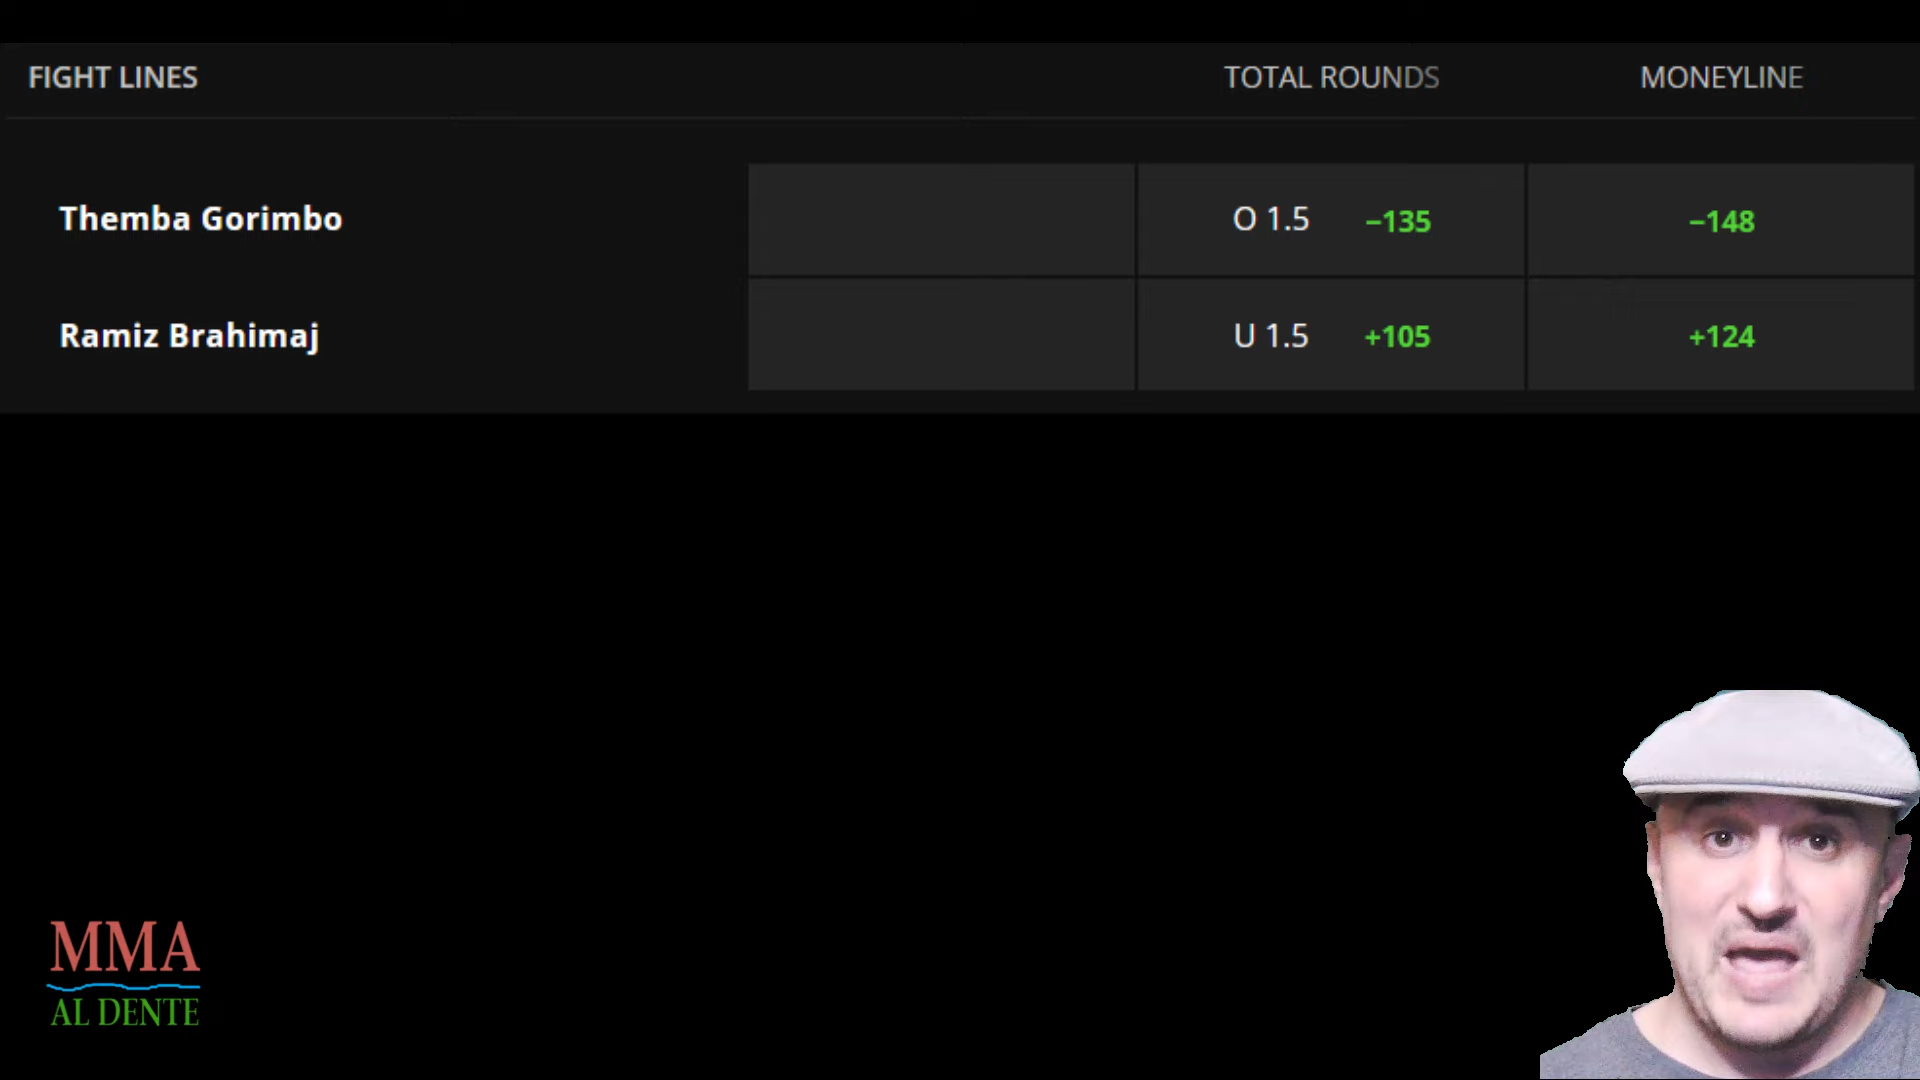 FIGHT LINES TOTAL ROUNDS MONEYLINE
Themba Gorimbo O 1.5 −135 −148
Ramiz Brahimaj U 1.5 +105 +124
MMA
AL DENTE